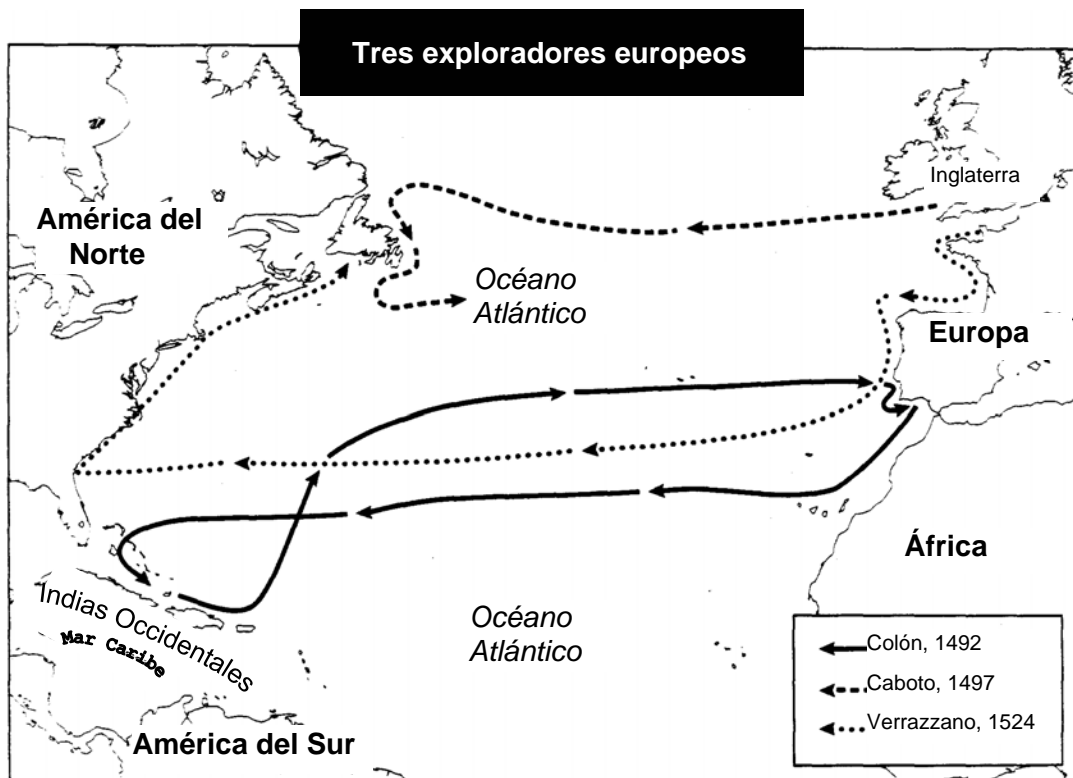 Tres exploradores europeos
Inglaterra
América del
Norte
Océano
Atlántico
Europa
África
Indias Occidentales
Mar Caribe
Océano
Atlántico
América del Sur
Colón, 1492
Caboto, 1497
Verrazzano, 1524